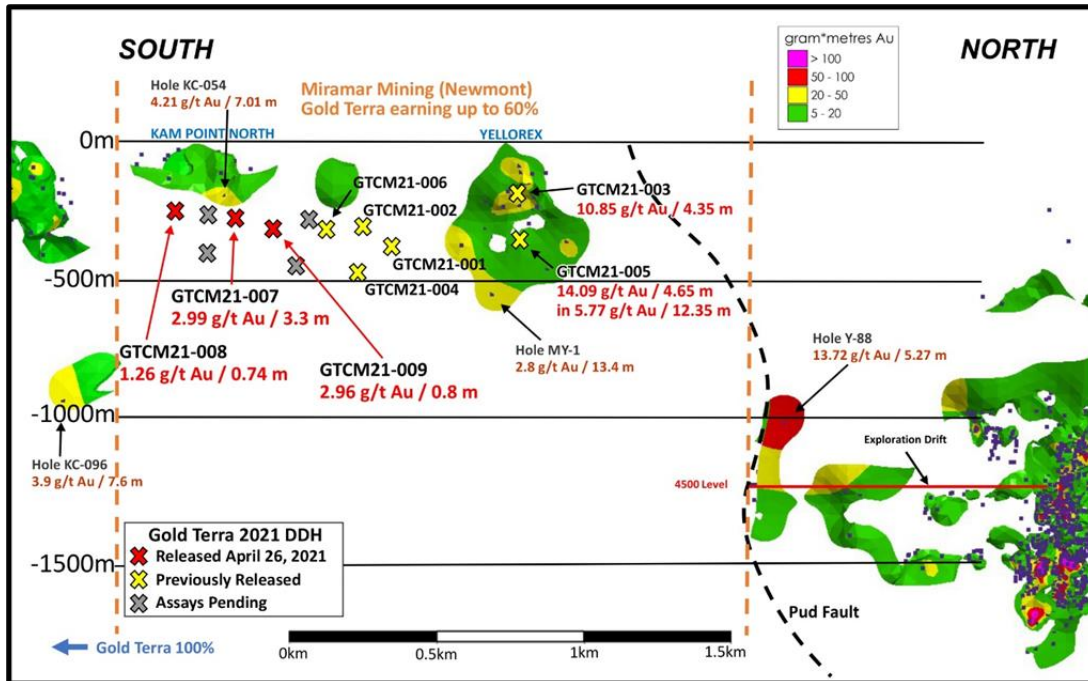 SOUTH
NORTH
gram*metres Au
> 100
50 - 100
20 - 50
5 - 20
Hole KC-054
4.21 g/t Au / 7.01 m
Miramar Mining (Newmont)
Gold Terra earning up to 60%
KAM POINT NORTH
YELLOREX
0m
GTCM21-006
GTCM21-002
GTCM21-003
10.85 g/t Au / 4.35 m
GTCM21-001
GTCM21-004
-500m
GTCM21-005
14.09 g/t Au / 4.65 m
in 5.77 g/t Au / 12.35 m
GTCM21-007
2.99 g/t Au / 3.3 m
GTCM21-008
1.26 g/t Au / 0.74 m
GTCM21-009
2.96 g/t Au / 0.8 m
Hole MY-1
2.8 g/t Au / 13.4 m
Hole Y-88
13.72 g/t Au / 5.27 m
-1000m
Hole KC-096
3.9 g/t Au / 7.6 m
Exploration Drift
4500 Level
Gold Terra 2021 DDH
Released April 26, 2021
Previously Released
Assays Pending
-1500m
Pud Fault
Gold Terra 100%
0km
0.5km
1km
1.5km